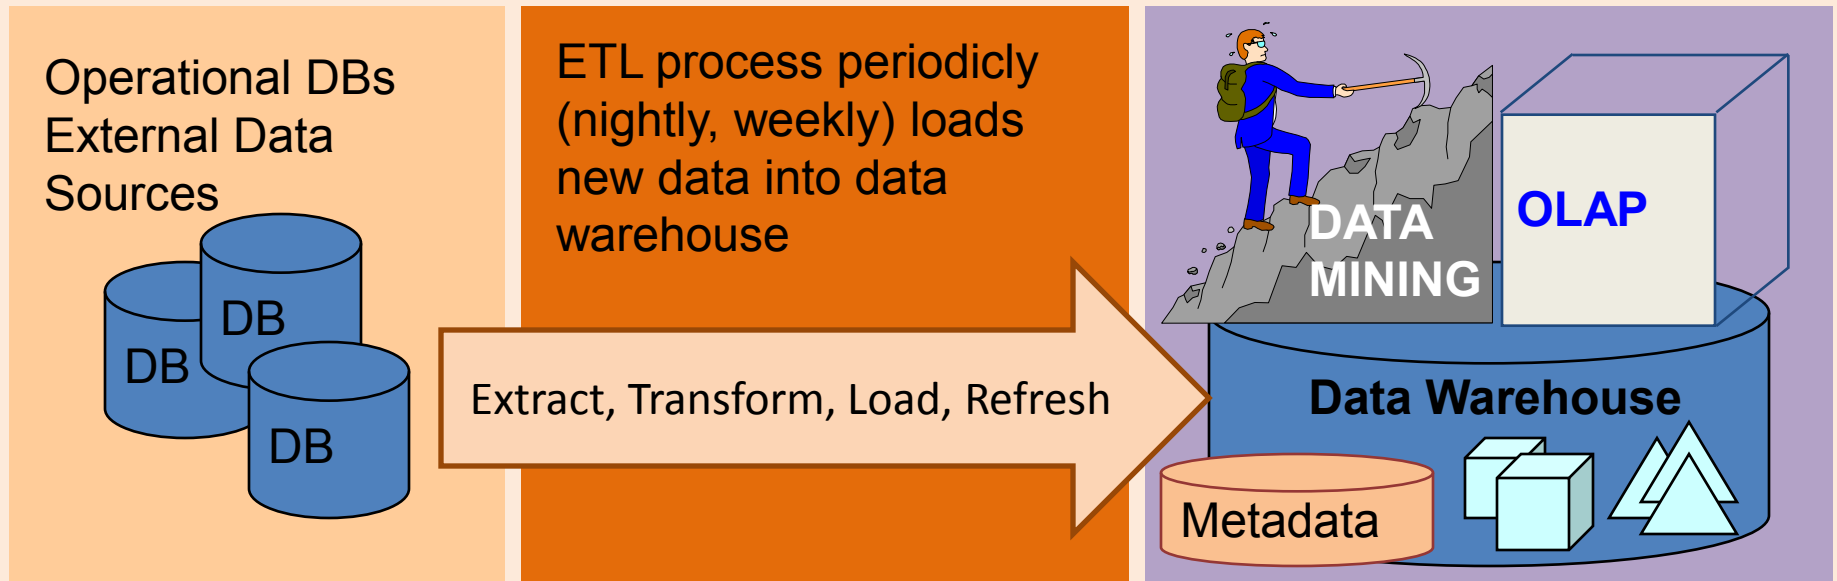 Operational DBs
External Data
Sources
DB
DB
DB
ETL process periodicly
(nightly, weekly) loads
new data into data
warehouse
Extract, Transform, Load, Refresh
DATA
MINING
OLAP
Data Warehouse
Metadata